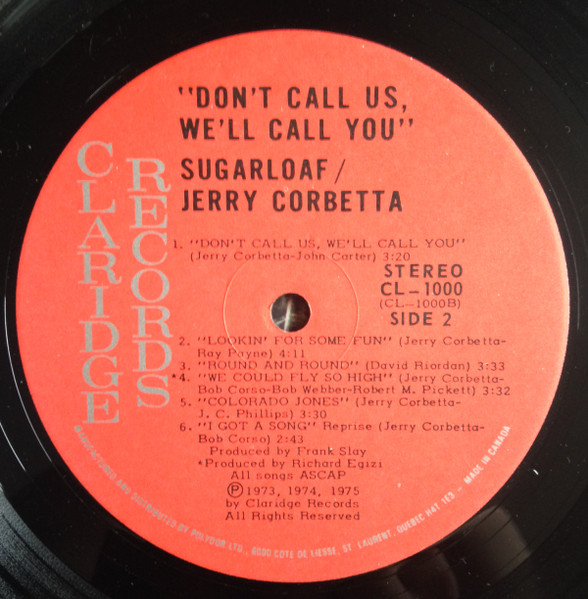 "DON'T CALL US,
WE'LL CALL YOU"
SUGARLOAF/
JERRY CORBETTA
CLARIDGE
RECORDS
1. "DON'T CALL US, WE'LL CALL YOU"
(Jerry Corbetta-John Carter) 3:20
STEREO
CL-1000
(CL-1000B)
SIDE 2
2. "LOOKIN' FOR SOME FUN" (Jerry Corbetta-
Ray Payne) 4:11
3. "ROUND AND ROUND" (David Riordan) 3:33
*4. "WE COULD FLY SO HIGH" (Jerry Corbetta-
Bob Corso-Bob Webber-Robert M. Pickett) 3:32
5. "COLORADO JONES" (Jerry Corbetta-
J. C. Phillips) 3:30
6. "I GOT A SONG" Reprise (Jerry Corbetta-
Bob Corso) 2:43
Produced by Frank Slay
*Produced by Richard Egizi
All songs ASCAP
Ⓟ 1973, 1974, 1975
by Claridge Records
All Rights Reserved
MANUFACTURED AND DISTRIBUTED BY POLYDOR LTD., 6000 COTE DE LIESSE, ST. LAURENT, QUEBEC H4T 1E3 - MADE IN CANADA